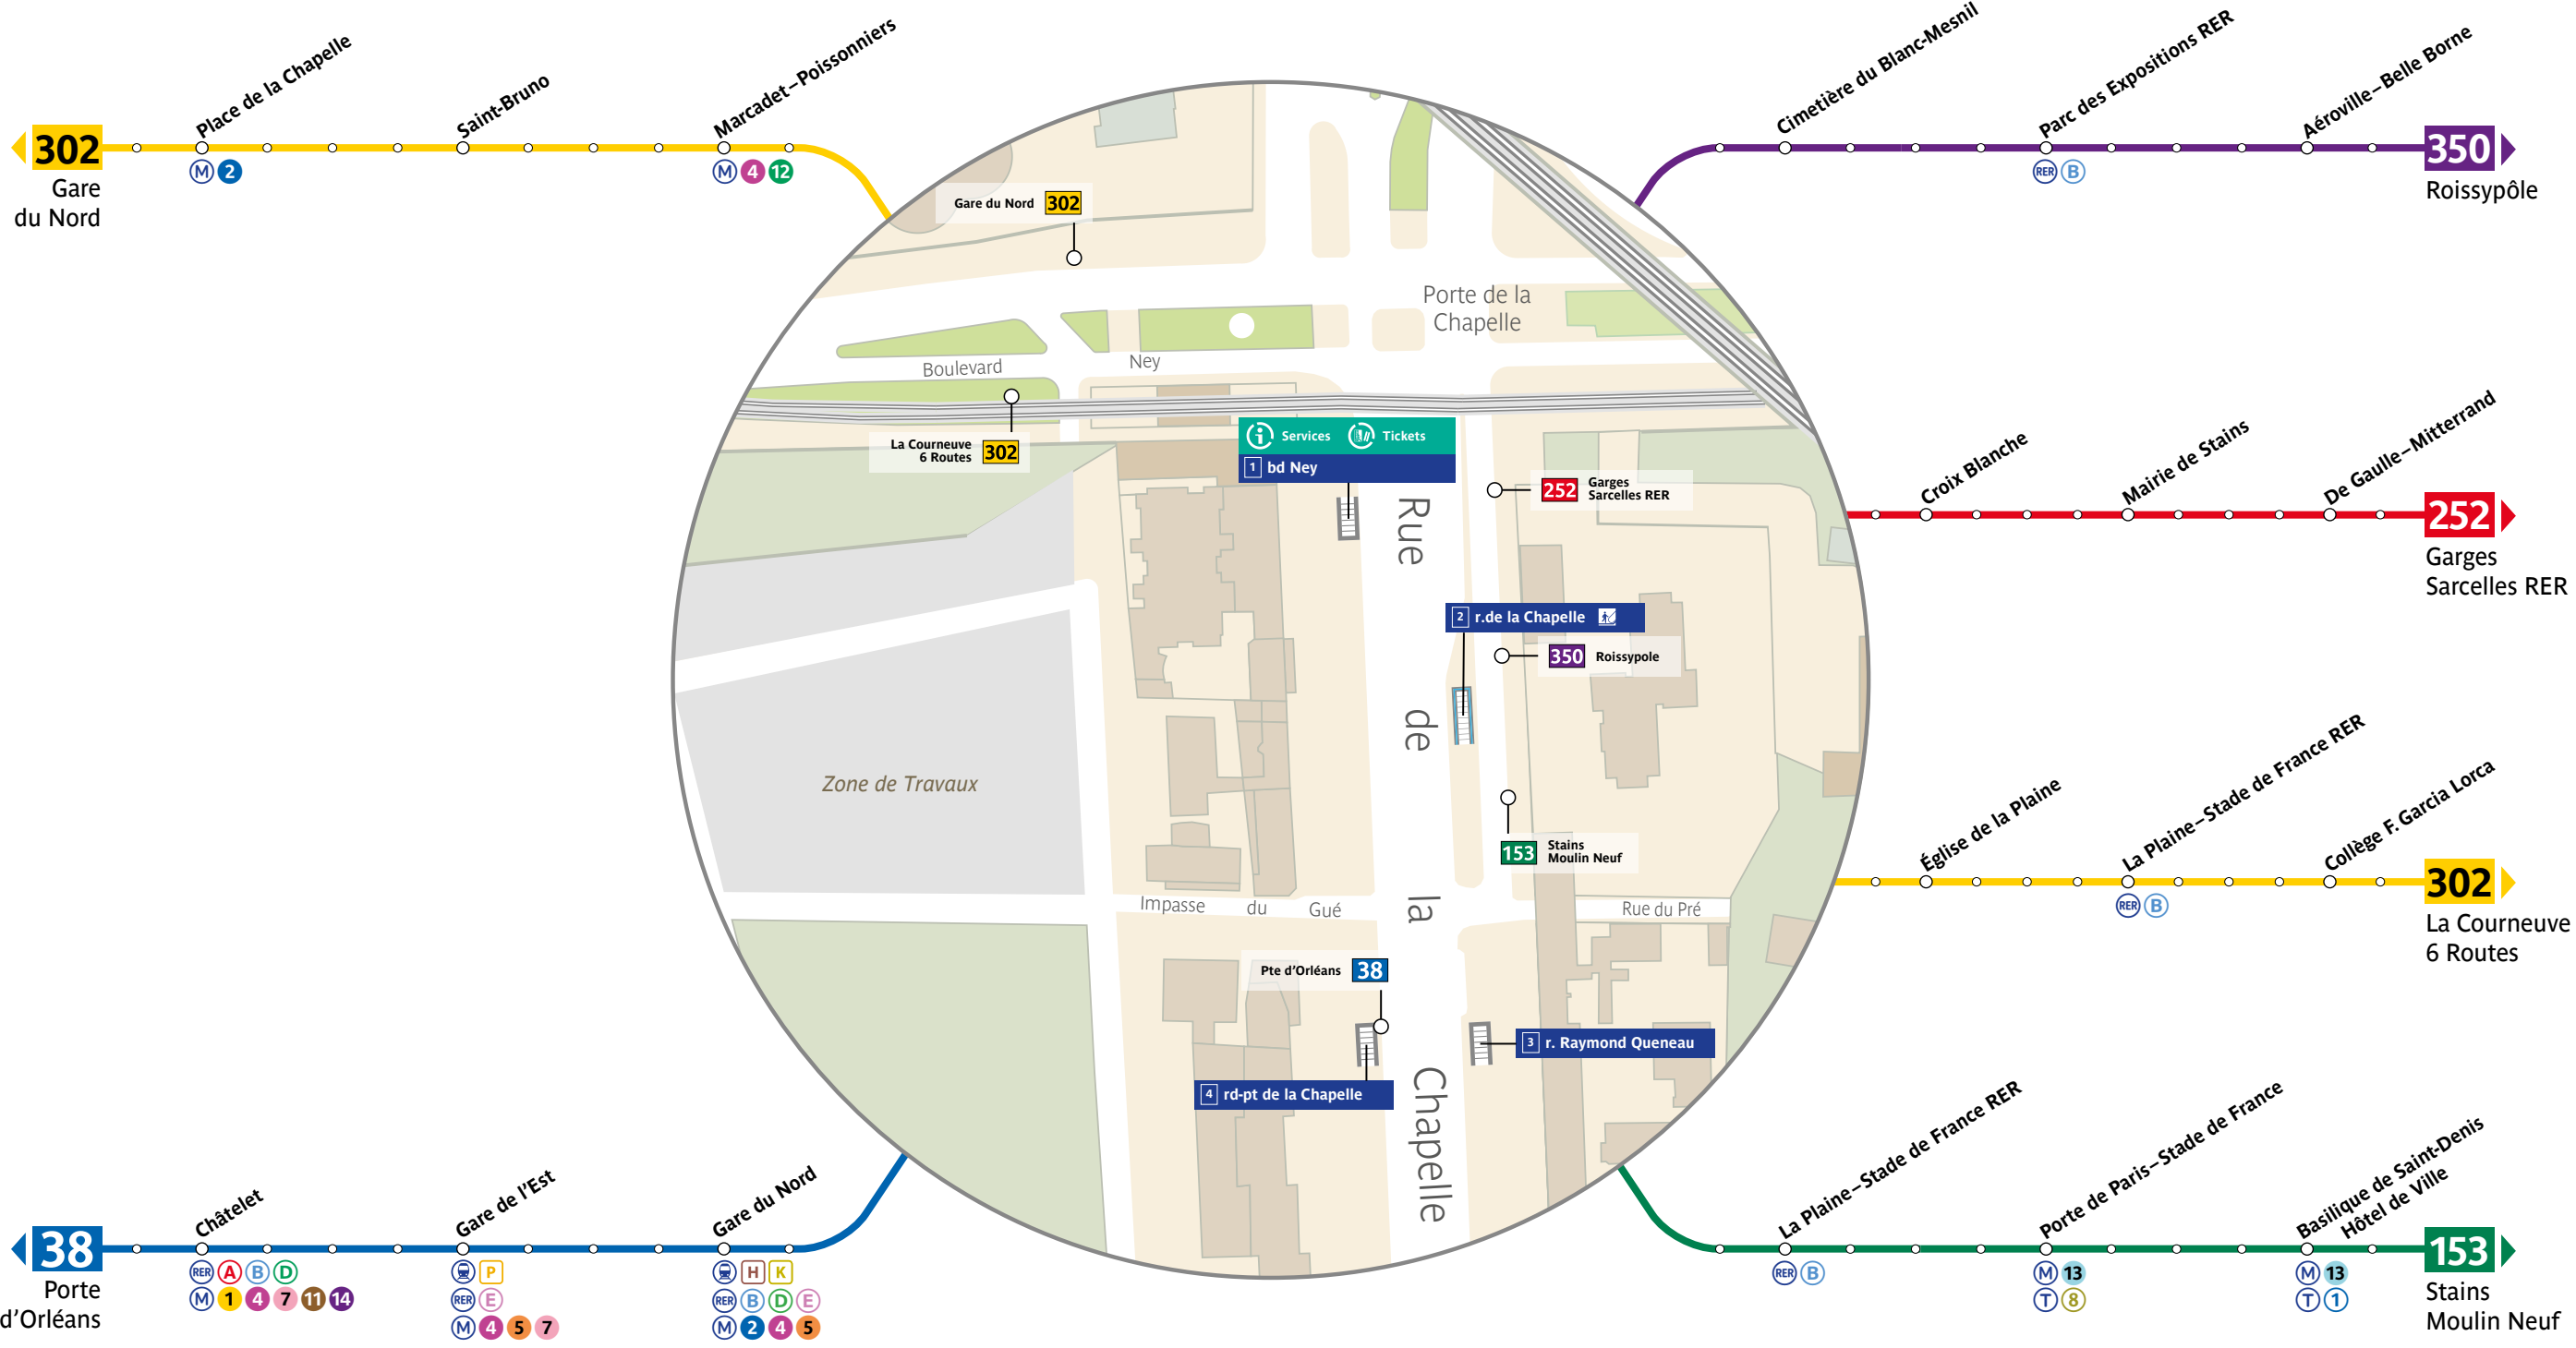 Place de la Chapelle
Saint-Bruno
Marcadet–Poissonniers
302
Gare
du Nord
M 2
M 4 12
Cimetière du Blanc-Mesnil
Parc des Expositions RER
Aéroville–Belle Borne
350
Roissypôle
RER B
Gare du Nord 302
Porte de la
Chapelle
Boulevard Ney
La Courneuve
6 Routes
302
Services Tickets
1 bd Ney
252
Garges
Sarcelles RER
Croix Blanche
Mairie de Stains
De Gaulle–Mitterrand
252
Garges
Sarcelles RER
2 r.de la Chapelle
350 Roissypole
Rue de la Chapelle
Zone de Travaux
153
Stains
Moulin Neuf
Église de la Plaine
La Plaine–Stade de France RER
Collège F. Garcia Lorca
302
La Courneuve
6 Routes
RER B
Impasse du Gué
Rue du Pré
Pte d'Orléans 38
3 r. Raymond Queneau
4 rd-pt de la Chapelle
Châtelet
Gare de l'Est
Gare du Nord
38
Porte
d'Orléans
RER A B D
M 1 4 7 11 14
P
RER E
M 4 5 7
H K
RER B D E
M 2 4 5
La Plaine–Stade de France RER
Porte de Paris–Stade de France
Basilique de Saint-Denis
Hôtel de Ville
153
Stains
Moulin Neuf
RER B
M 13
T 8
M 13
T 1